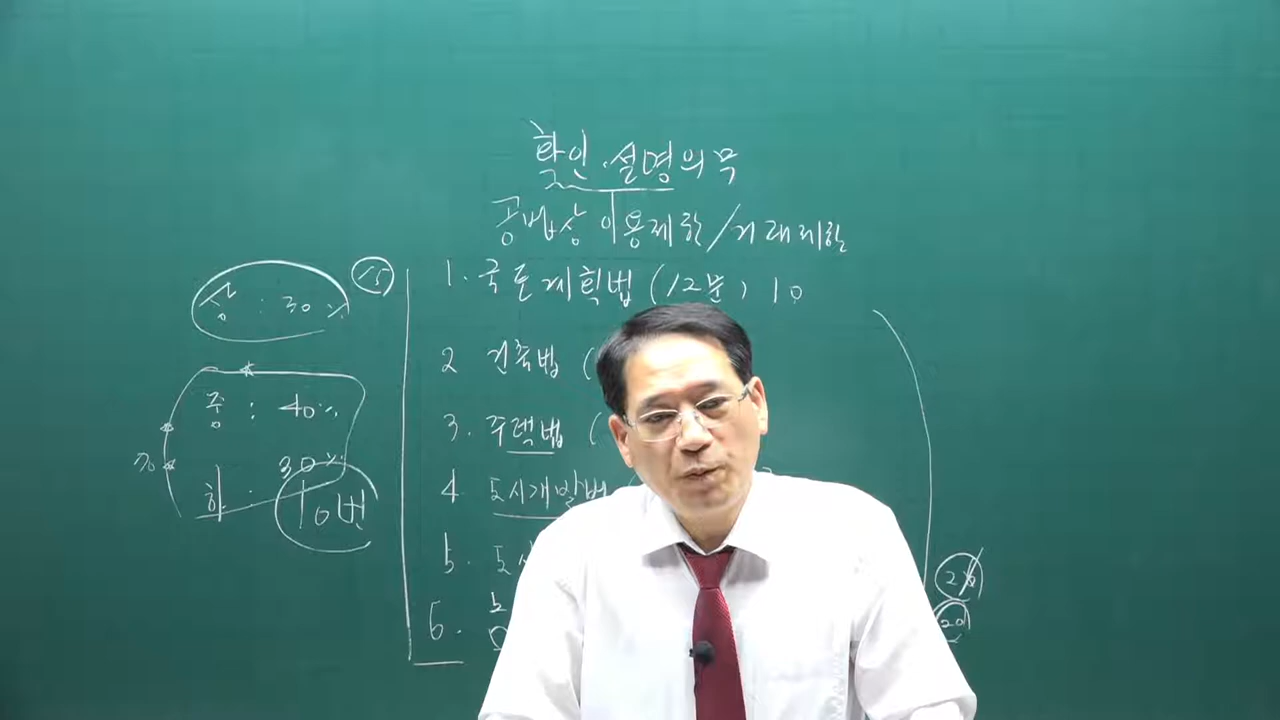 확인·설명의무
공법상 이용제한/거래제한
1. 국토계획법 (12문) 10
2 건축법 (
3. 주택법 (
4 도시개발법 (
5. 도시
6.
15
상 : 30%
중 : 40%
70
하 : 30%
10번